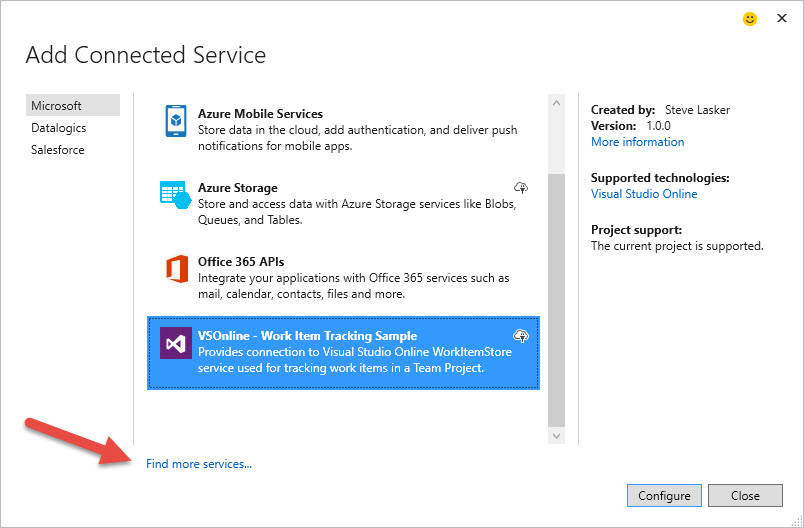 Add Connected Service
Microsoft
Datalogics
Salesforce
Azure Mobile Services
Store data in the cloud, add authentication, and deliver push
notifications for mobile apps.
Azure Storage
Store and access data with Azure Storage services like Blobs,
Queues, and Tables.
Office 365 APIs
Integrate your applications with Office 365 services such as
mail, calendar, contacts, files and more.
VSOnline - Work Item Tracking Sample
Provides connection to Visual Studio Online WorkItemStore
service used for tracking work items in a Team Project.
Find more services...
Created by: Steve Lasker
Version: 1.0.0
More information
Supported technologies:
Visual Studio Online
Project support:
The current project is supported.
Configure
Close